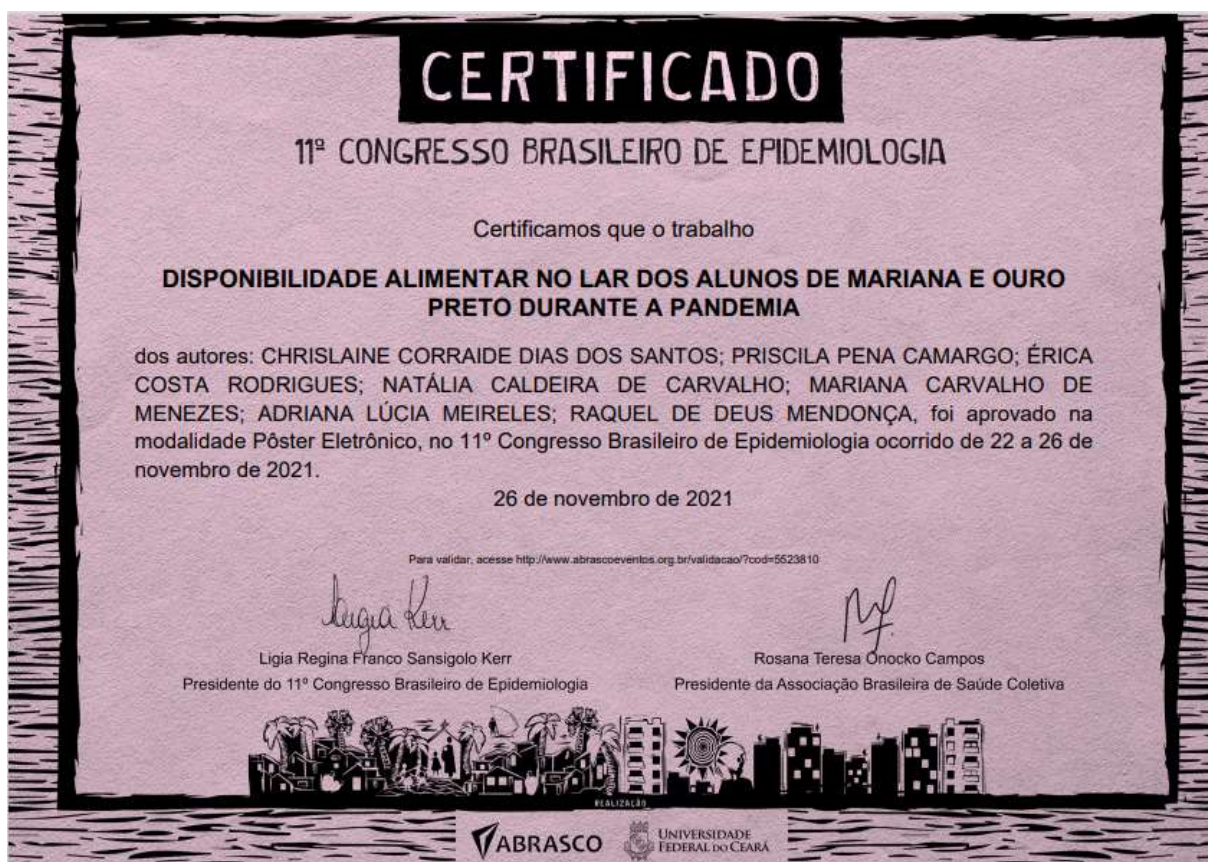 CERTIFICADO
11º CONGRESSO BRASILEIRO DE EPIDEMIOLOGIA
Certificamos que o trabalho
DISPONIBILIDADE ALIMENTAR NO LAR DOS ALUNOS DE MARIANA E OURO
PRETO DURANTE A PANDEMIA
dos autores: CHRISLAINE CORRAIDE DIAS DOS SANTOS; PRISCILA PENA CAMARGO; ÉRICA
COSTA RODRIGUES; NATÁLIA CALDEIRA DE CARVALHO; MARIANA CARVALHO DE
MENEZES; ADRIANA LÚCIA MEIRELES; RAQUEL DE DEUS MENDONÇA, foi aprovado na
modalidade Pôster Eletrônico, no 11º Congresso Brasileiro de Epidemiologia ocorrido de 22 a 26 de
novembro de 2021.
26 de novembro de 2021
Para validar, acesse http://www.abrascoeventos.org.br/validacao/?cod=5523810
Ligia Kerr
Ligia Regina Franco Sansigolo Kerr
Presidente do 11º Congresso Brasileiro de Epidemiologia
Rosana Teresa Onocko Campos
Presidente da Associação Brasileira de Saúde Coletiva
REALIZAÇÃO
ABRASCO
UNIVERSIDADE
FEDERAL DO CEARÁ